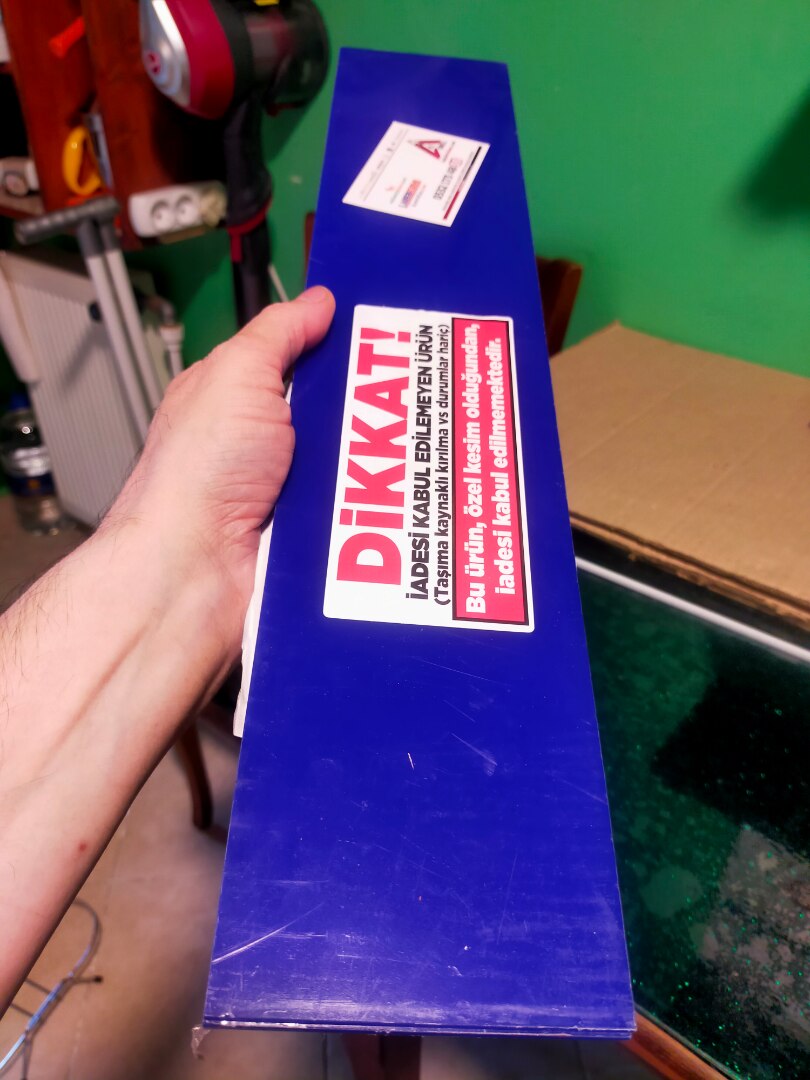 DİKKAT!
İADESİ KABUL EDİLEMEYEN ÜRÜN
(Taşıma kaynaklı kırılma vs durumlar hariç)
Bu ürün, özel kesim olduğundan,
iadesi kabul edilmemektedir.